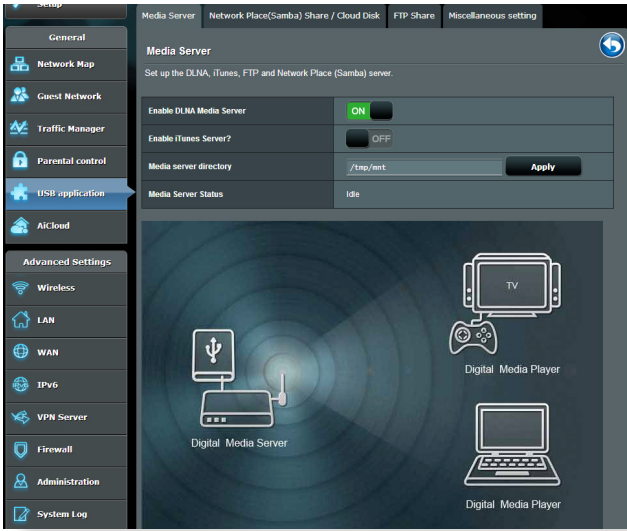 Setup
Media Server
Network Place(Samba) Share / Cloud Disk
FTP Share
Miscellaneous setting
General
Network Map
Guest Network
Traffic Manager
Parental control
USB application
AiCloud
Advanced Settings
Wireless
LAN
WAN
IPv6
VPN Server
Firewall
Administration
System Log
Media Server
Set up the DLNA, iTunes, FTP and Network Place (Samba) server.
Enable DLNA Media Server
ON
Enable iTunes Server?
OFF
Media server directory
/tmp/mnt
Apply
Media Server Status
Idle
TV
Digital Media Player
Digital Media Server
Digital Media Player